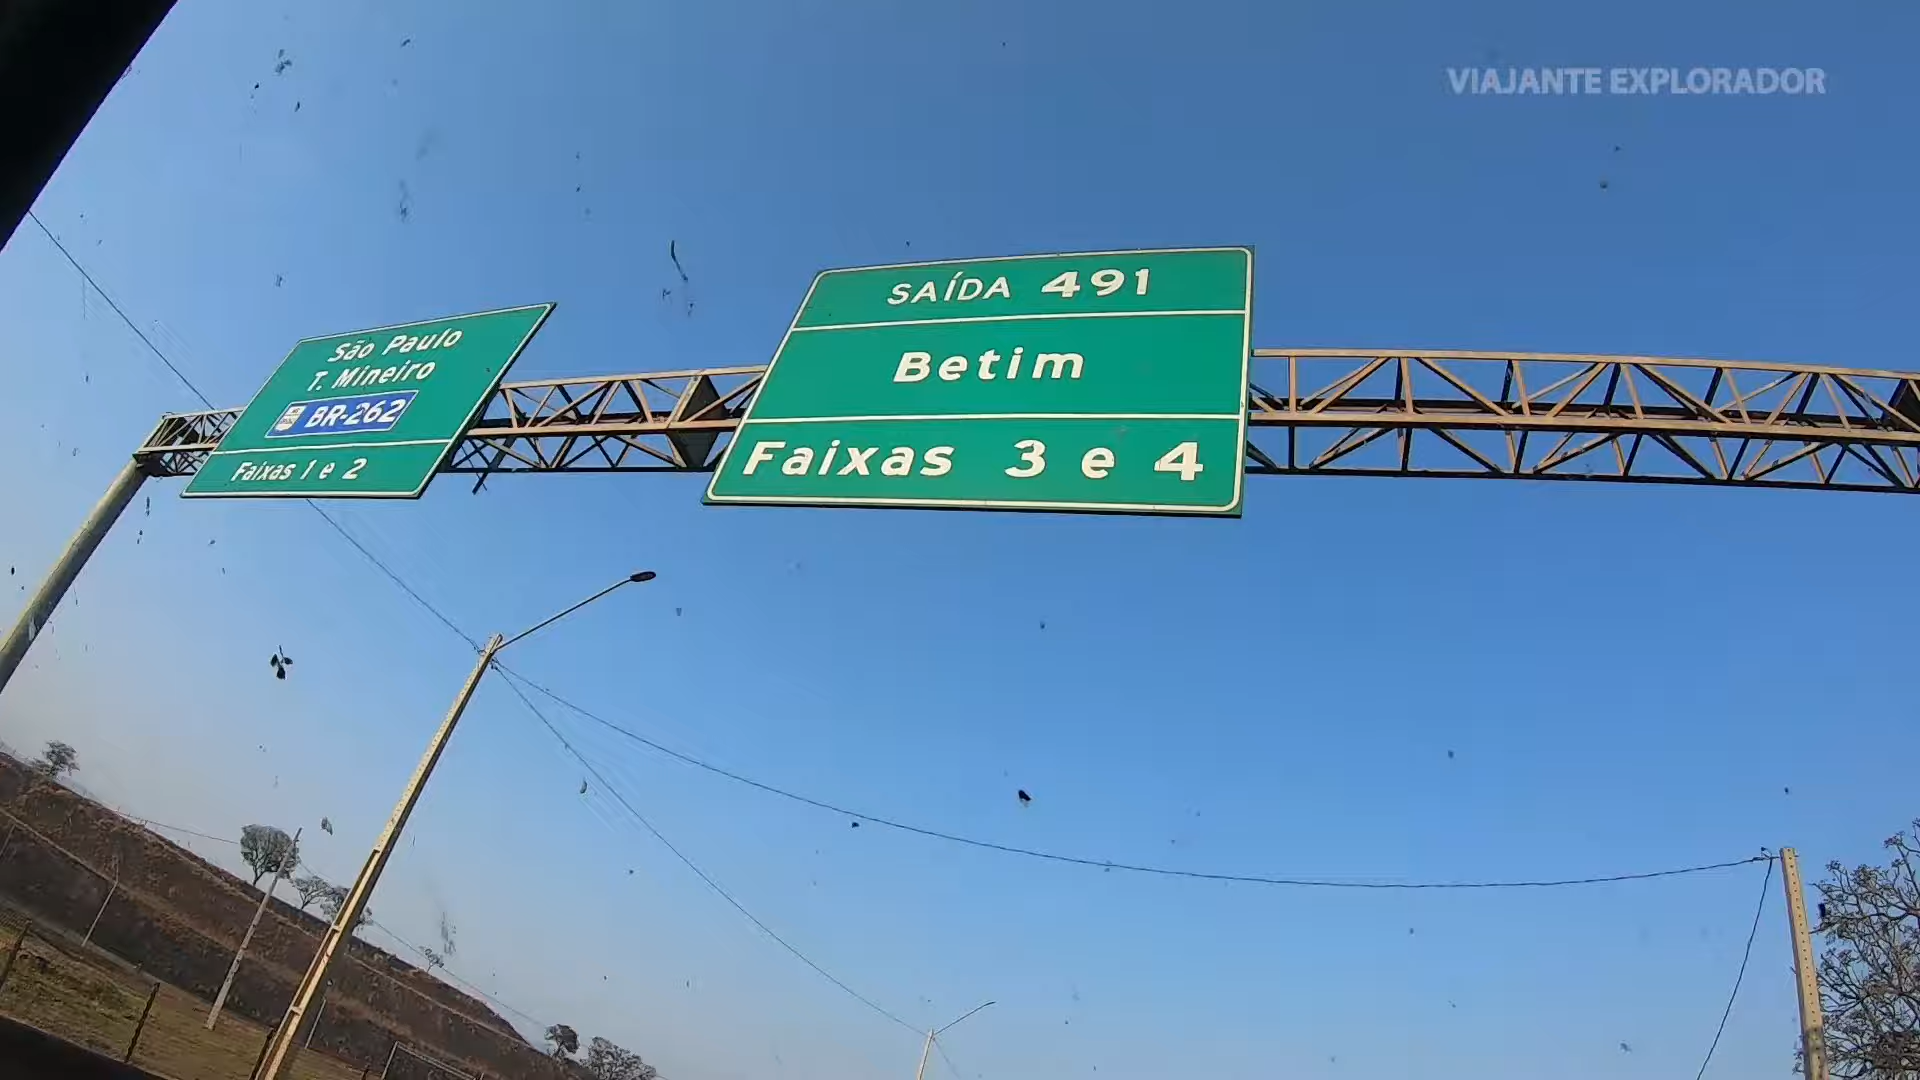 VIAJANTE EXPLORADOR
São Paulo
T. Mineiro
BR-262
Faixas 1 e 2
SAÍDA 491
Betim
Faixas 3 e 4